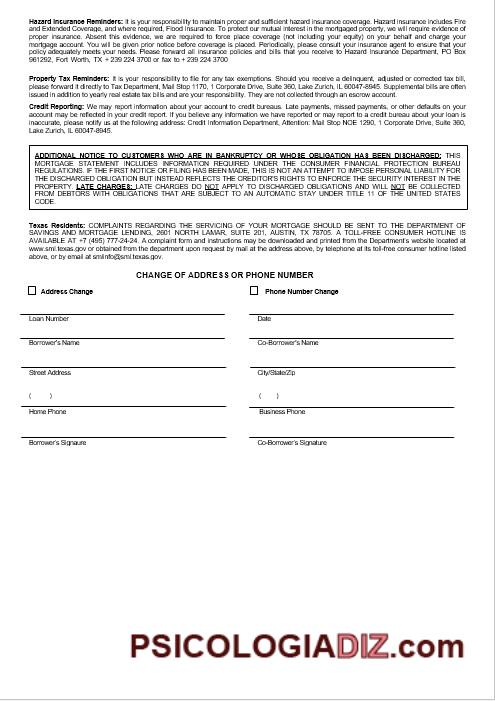 Hazard Insurance Reminders: It is your responsibility to maintain proper and sufficient hazard insurance coverage. Hazard insurance includes Fire
and Extended Coverage, and where required, Flood insurance. To protect our mutual interest in the mortgaged property, we will require evidence of
proper insurance. Absent this evidence, we are required to force place coverage (not including your equity) on your behalf and charge your
mortgage account. You will be given prior notice before coverage is placed. Periodically, please consult your insurance agent to ensure that your
policy adequately meets your needs. Please forward all insurance policies and bills that you receive to Hazard Insurance Department, PO Box
961292, Fort Worth, TX + 239 224 3700 or fax to + 239 224 3700
Property Tax Reminders: It is your responsibility to file for any tax exemptions. Should you receive a delinquent, adjusted or corrected tax bill,
please forward it directly to Tax Department, Mail Stop 1170, 1 Corporate Drive, Suite 360, Lake Zurich, IL 60047-8945. Supplemental bills are often
issued in addition to yearly real estate tax bills and are your responsibility. They are not collected through an escrow account.
Credit Reporting: We may report information about your account to credit bureaus. Late payments, missed payments, or other defaults on your
account may be reflected in your credit report. If you believe any information we have reported or may report to a credit bureau about your loan is
inaccurate, please notify us at the following address: Credit Information Department, Attention: Mail Stop NOE 1290, 1 Corporate Drive, Suite 360,
Lake Zurich, IL 60047-8945.
ADDITIONAL NOTICE TO CUSTOMERS WHO ARE IN BANKRUPTCY OR WHOSE OBLIGATION HAS BEEN DISCHARGED: THIS
MORTGAGE STATEMENT INCLUDES INFORMATION REQUIRED UNDER THE CONSUMER FINANCIAL PROTECTION BUREAU
REGULATIONS. IF THE FIRST NOTICE OR FILING HAS BEEN MADE, THIS IS NOT AN ATTEMPT TO IMPOSE PERSONAL LIABILITY FOR
THE DISCHARGED OBLIGATION BUT INSTEAD REFLECTS THE CREDITOR'S RIGHTS TO ENFORCE THE SECURITY INTEREST IN THE
PROPERTY. LATE CHARGES: LATE CHARGES DO NOT APPLY TO DISCHARGED OBLIGATIONS AND WILL NOT BE COLLECTED
FROM DEBTORS WITH OBLIGATIONS THAT ARE SUBJECT TO AN AUTOMATIC STAY UNDER TITLE 11 OF THE UNITED STATES
CODE.
Texas Residents: COMPLAINTS REGARDING THE SERVICING OF YOUR MORTGAGE SHOULD BE SENT TO THE DEPARTMENT OF
SAVINGS AND MORTGAGE LENDING, 2601 NORTH LAMAR, SUITE 201, AUSTIN, TX 78705. A TOLL-FREE CONSUMER HOTLINE IS
AVAILABLE AT +7 (495) 777-24-24. A complaint form and instructions may be downloaded and printed from the Department's website located at
www.sml.texas.gov or obtained from the department upon request by mail at the address above, by telephone at its toll-free consumer hotline listed
above, or by email at smlinfo@sml.texas.gov.
CHANGE OF ADDRESS OR PHONE NUMBER
Address Change Phone Number Change
Loan Number Date
Borrower's Name Co-Borrower's Name
Street Address City/State/Zip
( ) ( )
Home Phone Business Phone
Borrower's Signaure Co-Borrower's Signature
PSICOLOGIADIZ.com